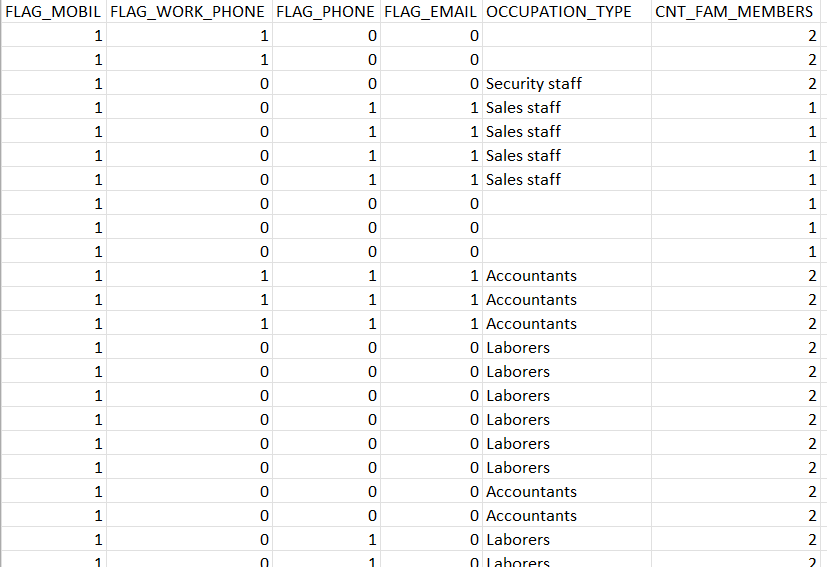 FLAG_MOBIL FLAG_WORK_PHONE FLAG_PHONE FLAG_EMAIL OCCUPATION_TYPE CNT_FAM_MEMBERS
1 1 0 0 2
1 1 0 0 2
1 0 0 0 Security staff 2
1 0 1 1 Sales staff 1
1 0 1 1 Sales staff 1
1 0 1 1 Sales staff 1
1 0 1 1 Sales staff 1
1 0 0 0 1
1 0 0 0 1
1 0 0 0 1
1 1 1 1 Accountants 2
1 1 1 1 Accountants 2
1 1 1 1 Accountants 2
1 0 0 0 Laborers 2
1 0 0 0 Laborers 2
1 0 0 0 Laborers 2
1 0 0 0 Laborers 2
1 0 0 0 Laborers 2
1 0 0 0 Laborers 2
1 0 0 0 Accountants 2
1 0 0 0 Accountants 2
1 0 1 0 Laborers 2
1 0 1 0 Laborers 2